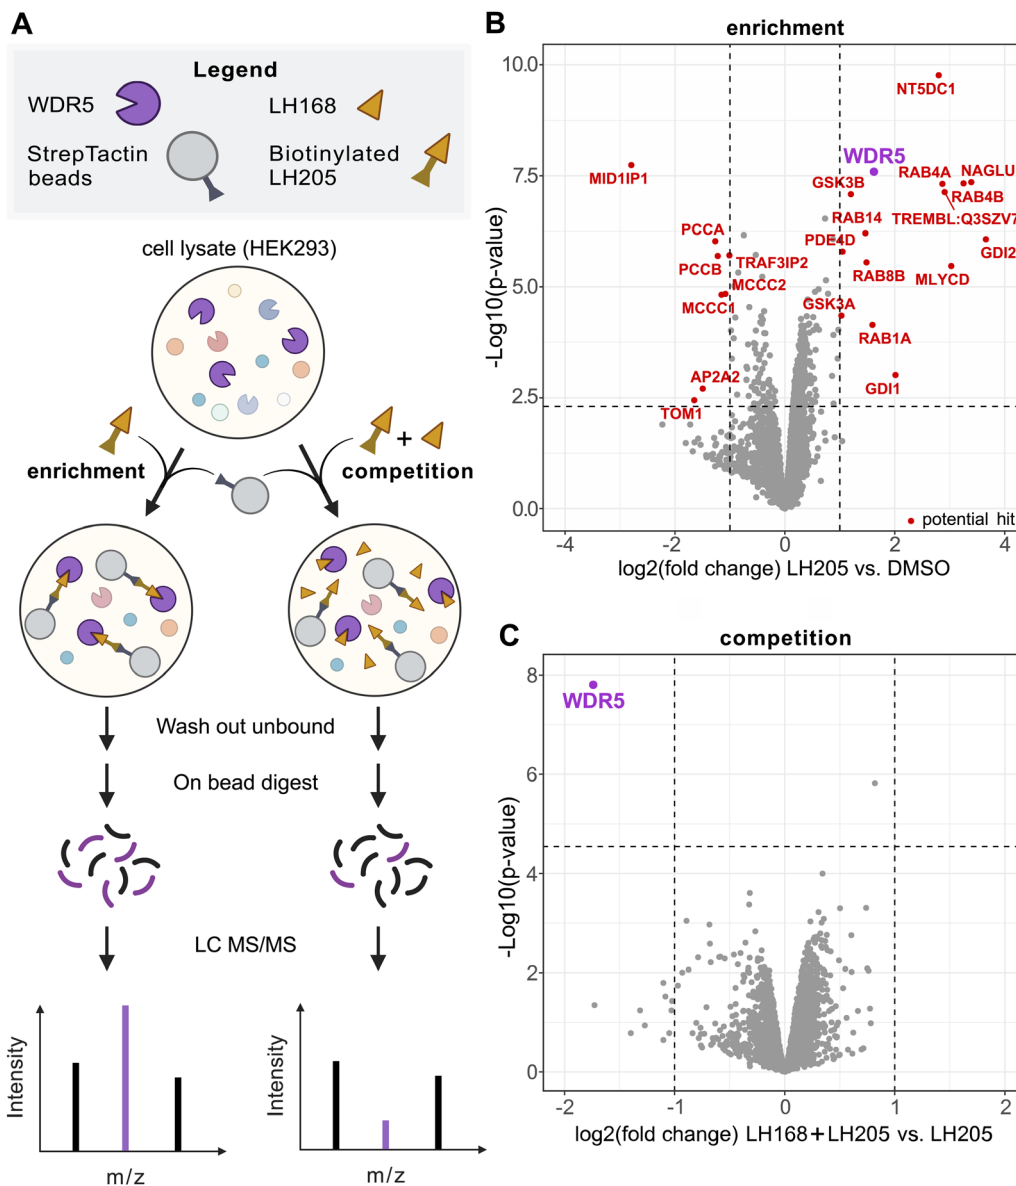 A
Legend
WDR5
LH168
StrepTactin
beads
Biotinylated
LH205
cell lysate (HEK293)
enrichment
+
competition
Wash out unbound
On bead digest
LC MS/MS
Intensity
m/z
Intensity
m/z
B
enrichment
-Log10(p-value)
10.0
7.5
5.0
2.5
0.0
NT5DC1
WDR5
MID1IP1
GSK3B
RAB4A
NAGLU
RAB4B
TREMBL:Q3SZV7
RAB14
PCCA
PDE4D
GDI2
PCCB
TRAF3IP2
RAB8B
MLYCD
MCCC2
MCCC1
GSK3A
RAB1A
AP2A2
GDI1
TOM1
potential hit
-4
-2
0
2
4
log2(fold change) LH205 vs. DMSO
C
competition
-Log10(p-value)
8
6
4
2
0
WDR5
-2
-1
0
1
2
log2(fold change) LH168+LH205 vs. LH205